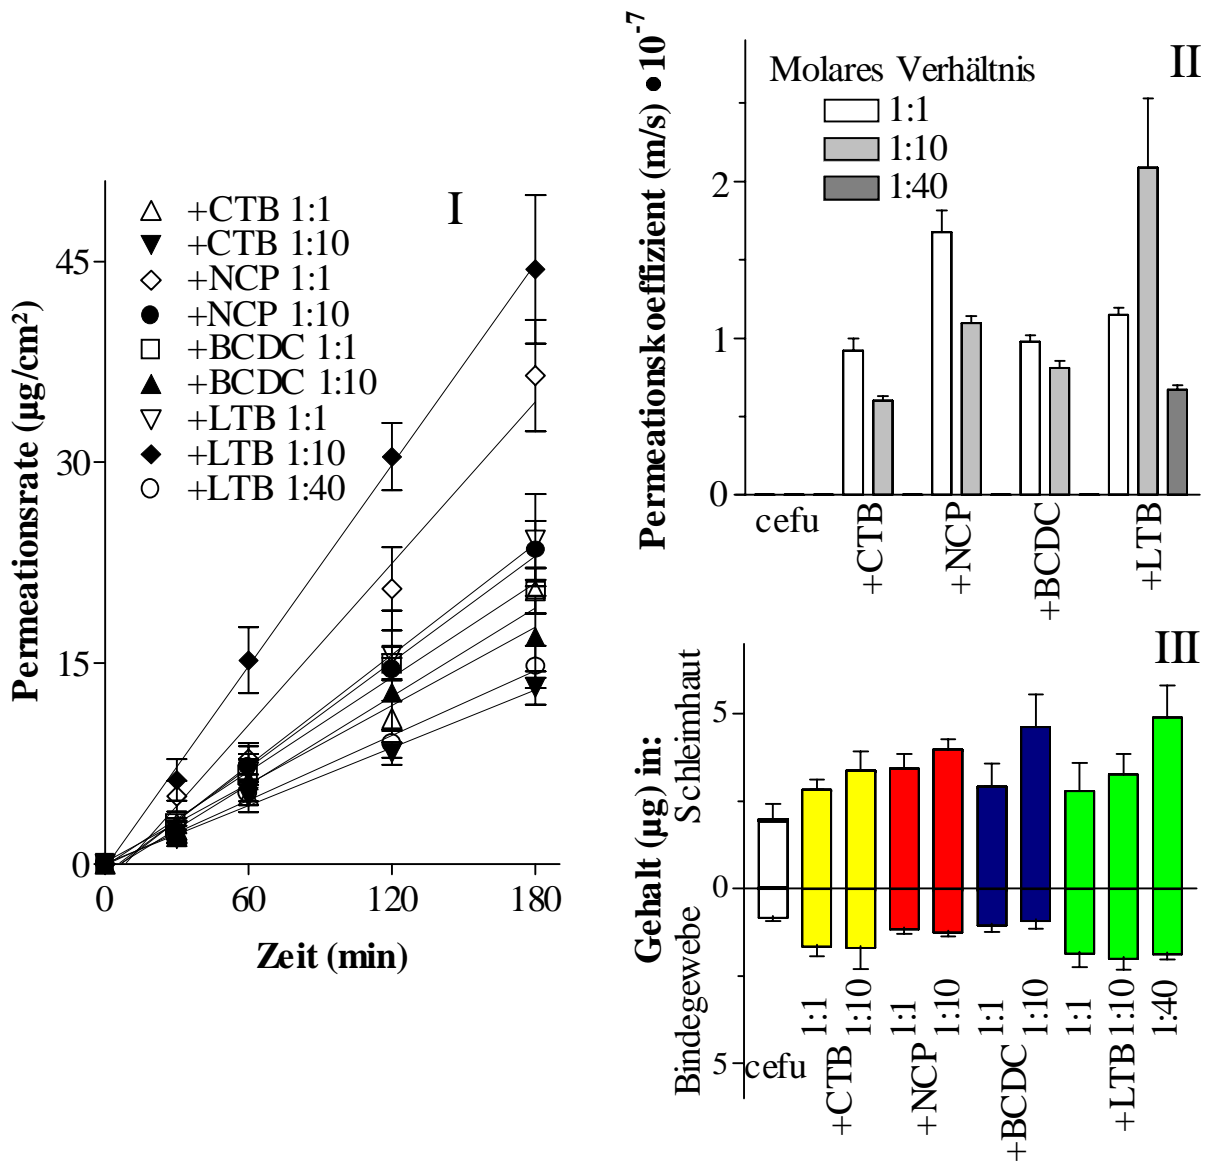 I
+CTB 1:1
+CTB 1:10
+NCP 1:1
+NCP 1:10
+BCDC 1:1
+BCDC 1:10
+LTB 1:1
+LTB 1:10
+LTB 1:40
Permeationsrate (µg/cm²)
45
30
15
0
0 60 120 180
Zeit (min)
II
Molares Verhältnis
1:1
1:10
1:40
Permeationskoeffizient (m/s) ●10⁻⁷
2
1
0
cefu +CTB +NCP +BCDC +LTB
III
Gehalt (µg) in:
Schleimhaut
Bindegewebe
5
0
5
1:1 1:10 1:1 1:10 1:1 1:10 1:1 1:10 1:40
cefu +CTB +NCP +BCDC +LTB